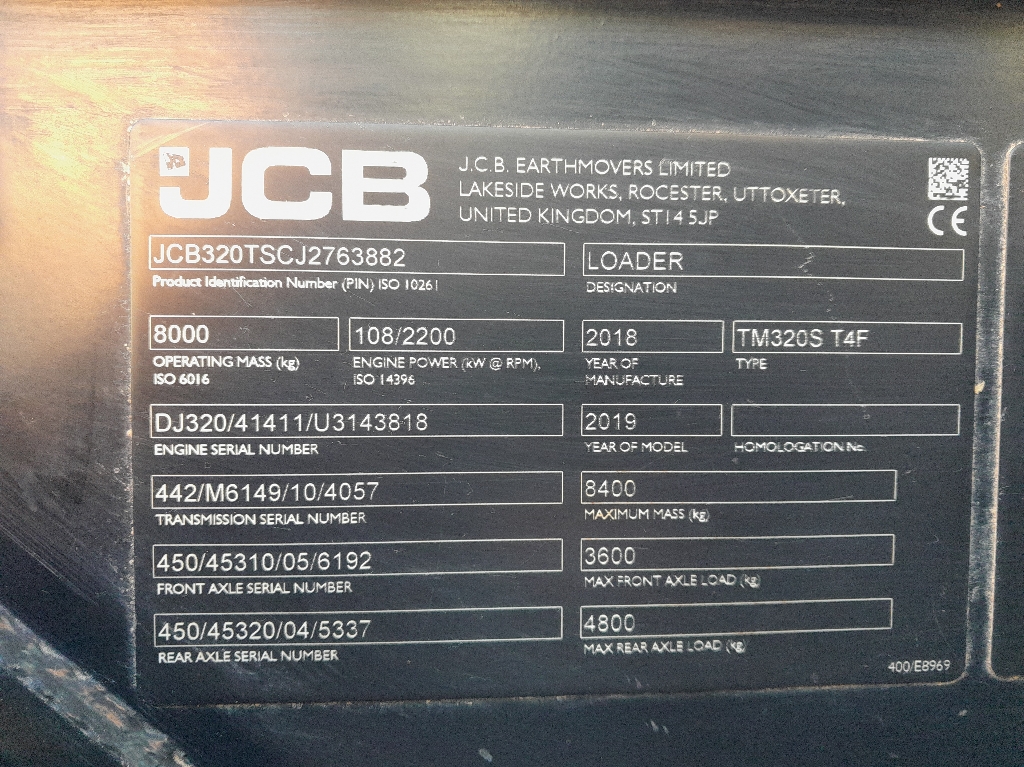 JCB
J.C.B. EARTHMOVERS LIMITED
LAKESIDE WORKS, ROCESTER, UTTOXETER,
UNITED KINGDOM, ST14 5JP
CE
JCB320TSCJ2763882
Product Identification Number (PIN) ISO 10261
LOADER
DESIGNATION
8000
OPERATING MASS (kg)
ISO 6016
108/2200
ENGINE POWER (kW @ RPM),
ISO 14396
2018
YEAR OF
MANUFACTURE
TM320S T4F
TYPE
DJ320/41411/U3143818
ENGINE SERIAL NUMBER
2019
YEAR OF MODEL
HOMOLOGATION No.
442/M6149/10/4057
TRANSMISSION SERIAL NUMBER
8400
MAXIMUM MASS (kg)
450/45310/05/6192
FRONT AXLE SERIAL NUMBER
3600
MAX FRONT AXLE LOAD (kg)
450/45320/04/5337
REAR AXLE SERIAL NUMBER
4800
MAX REAR AXLE LOAD (kg)
400/E8969